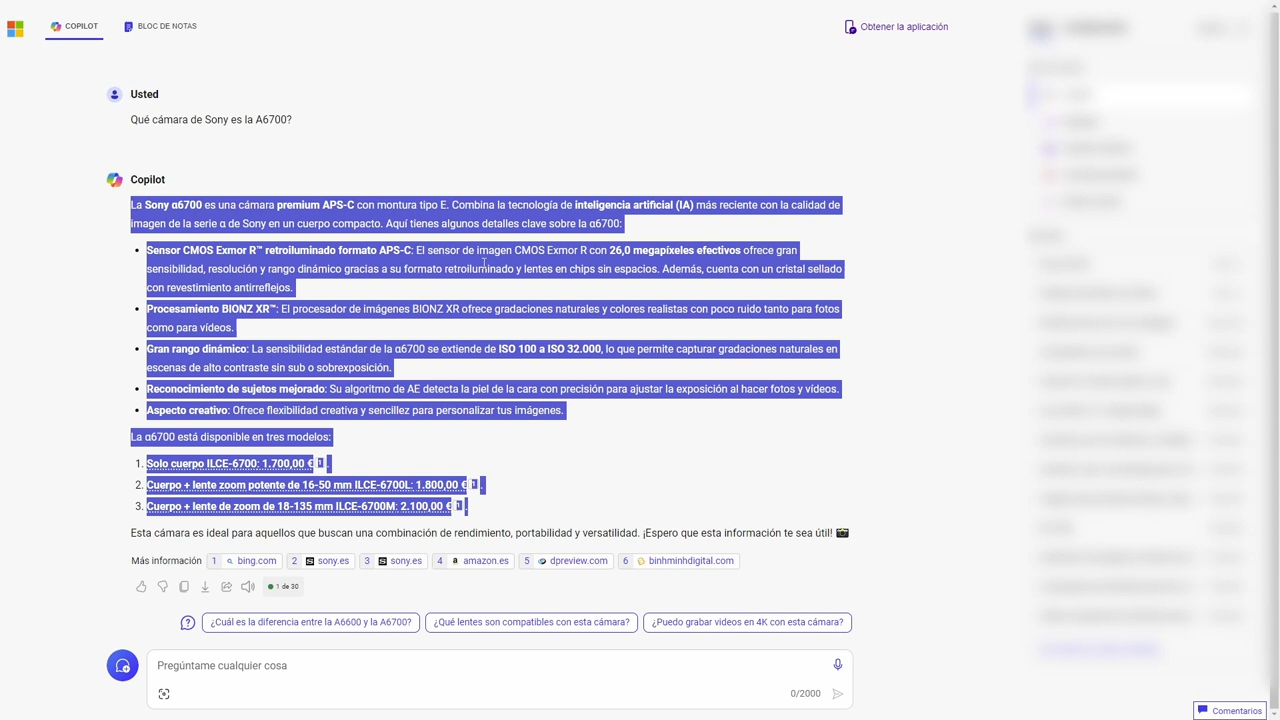 COPILOT
BLOC DE NOTAS
Obtener la aplicación
Usted
Qué cámara de Sony es la A6700?
Copilot
La Sony α6700 es una cámara premium APS-C con montura tipo E. Combina la tecnología de inteligencia artificial (IA) más reciente con la calidad de
imagen de la serie α de Sony en un cuerpo compacto. Aquí tienes algunos detalles clave sobre la α6700:
• Sensor CMOS Exmor R™ retroiluminado formato APS-C: El sensor de imagen CMOS Exmor R con 26,0 megapíxeles efectivos ofrece gran
sensibilidad, resolución y rango dinámico gracias a su formato retroiluminado y lentes en chips sin espacios. Además, cuenta con un cristal sellado
con revestimiento antirreflejos.
• Procesamiento BIONZ XR™: El procesador de imágenes BIONZ XR ofrece gradaciones naturales y colores realistas con poco ruido tanto para fotos
como para vídeos.
• Gran rango dinámico: La sensibilidad estándar de la α6700 se extiende de ISO 100 a ISO 32.000, lo que permite capturar gradaciones naturales en
escenas de alto contraste sin sub o sobrexposición.
• Reconocimiento de sujetos mejorado: Su algoritmo de AE detecta la piel de la cara con precisión para ajustar la exposición al hacer fotos y vídeos.
• Aspecto creativo: Ofrece flexibilidad creativa y sencillez para personalizar tus imágenes.
La α6700 está disponible en tres modelos:
1. Solo cuerpo ILCE-6700: 1.700,00 € 1 .
2. Cuerpo + lente zoom potente de 16-50 mm ILCE-6700L: 1.800,00 € 1 .
3. Cuerpo + lente de zoom de 18-135 mm ILCE-6700M: 2.100,00 € 1 .
Esta cámara es ideal para aquellos que buscan una combinación de rendimiento, portabilidad y versatilidad. ¡Espero que esta información te sea útil! 📷
Más información 1 bing.com 2 sony.es 3 sony.es 4 amazon.es 5 dpreview.com 6 binhminhdigital.com
1 de 30
¿Cuál es la diferencia entre la A6600 y la A6700? ¿Qué lentes son compatibles con esta cámara? ¿Puedo grabar videos en 4K con esta cámara?
Pregúntame cualquier cosa
0/2000
Comentarios